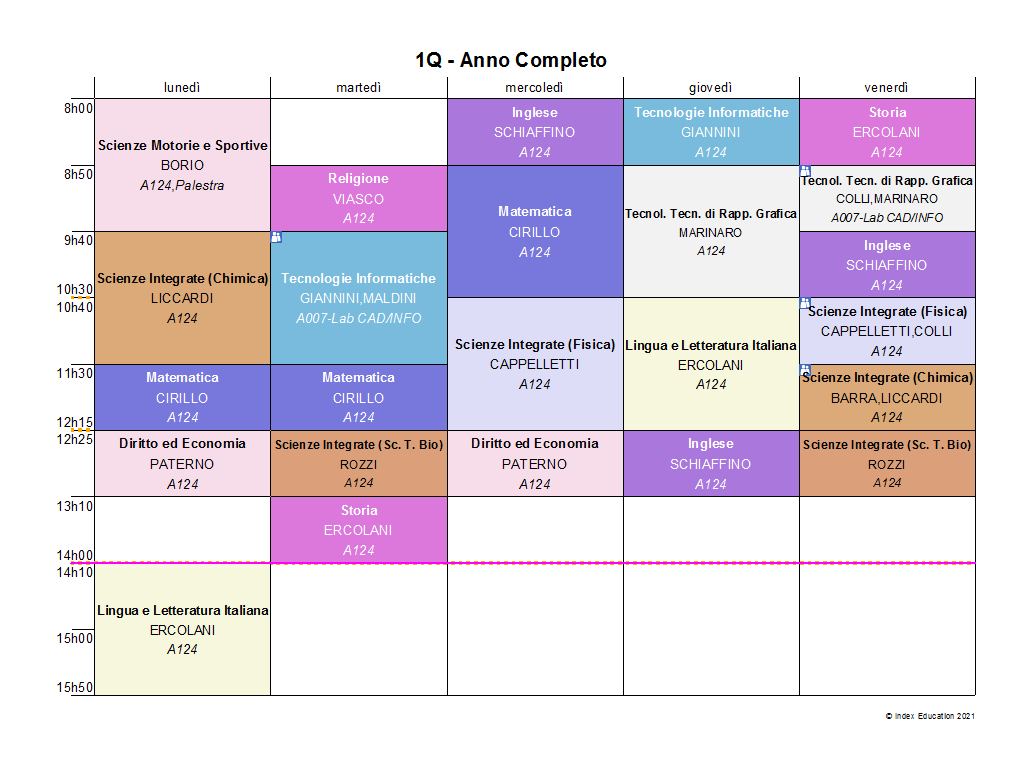 1Q - Anno Completo
lunedì
martedì
mercoledì
giovedì
venerdì
8h00
8h50
9h40
10h30
10h40
11h30
12h15
12h25
13h10
14h00
14h10
15h00
15h50
Scienze Motorie e Sportive
BORIO
A124,Palestra
Scienze Integrate (Chimica)
LICCARDI
A124
Matematica
CIRILLO
A124
Diritto ed Economia
PATERNO
A124
Lingua e Letteratura Italiana
ERCOLANI
A124
Religione
VIASCO
A124
Tecnologie Informatiche
GIANNINI,MALDINI
A007-Lab CAD/INFO
Matematica
CIRILLO
A124
Scienze Integrate (Sc. T. Bio)
ROZZI
A124
Storia
ERCOLANI
A124
Inglese
SCHIAFFINO
A124
Matematica
CIRILLO
A124
Scienze Integrate (Fisica)
CAPPELLETTI
A124
Diritto ed Economia
PATERNO
A124
Tecnologie Informatiche
GIANNINI
A124
Tecnol. Tecn. di Rapp. Grafica
MARINARO
A124
Lingua e Letteratura Italiana
ERCOLANI
A124
Inglese
SCHIAFFINO
A124
Storia
ERCOLANI
A124
Tecnol. Tecn. di Rapp. Grafica
COLLI,MARINARO
A007-Lab CAD/INFO
Inglese
SCHIAFFINO
A124
Scienze Integrate (Fisica)
CAPPELLETTI,COLLI
A124
Scienze Integrate (Chimica)
BARRA,LICCARDI
A124
Scienze Integrate (Sc. T. Bio)
ROZZI
A124
© Index Education 2021